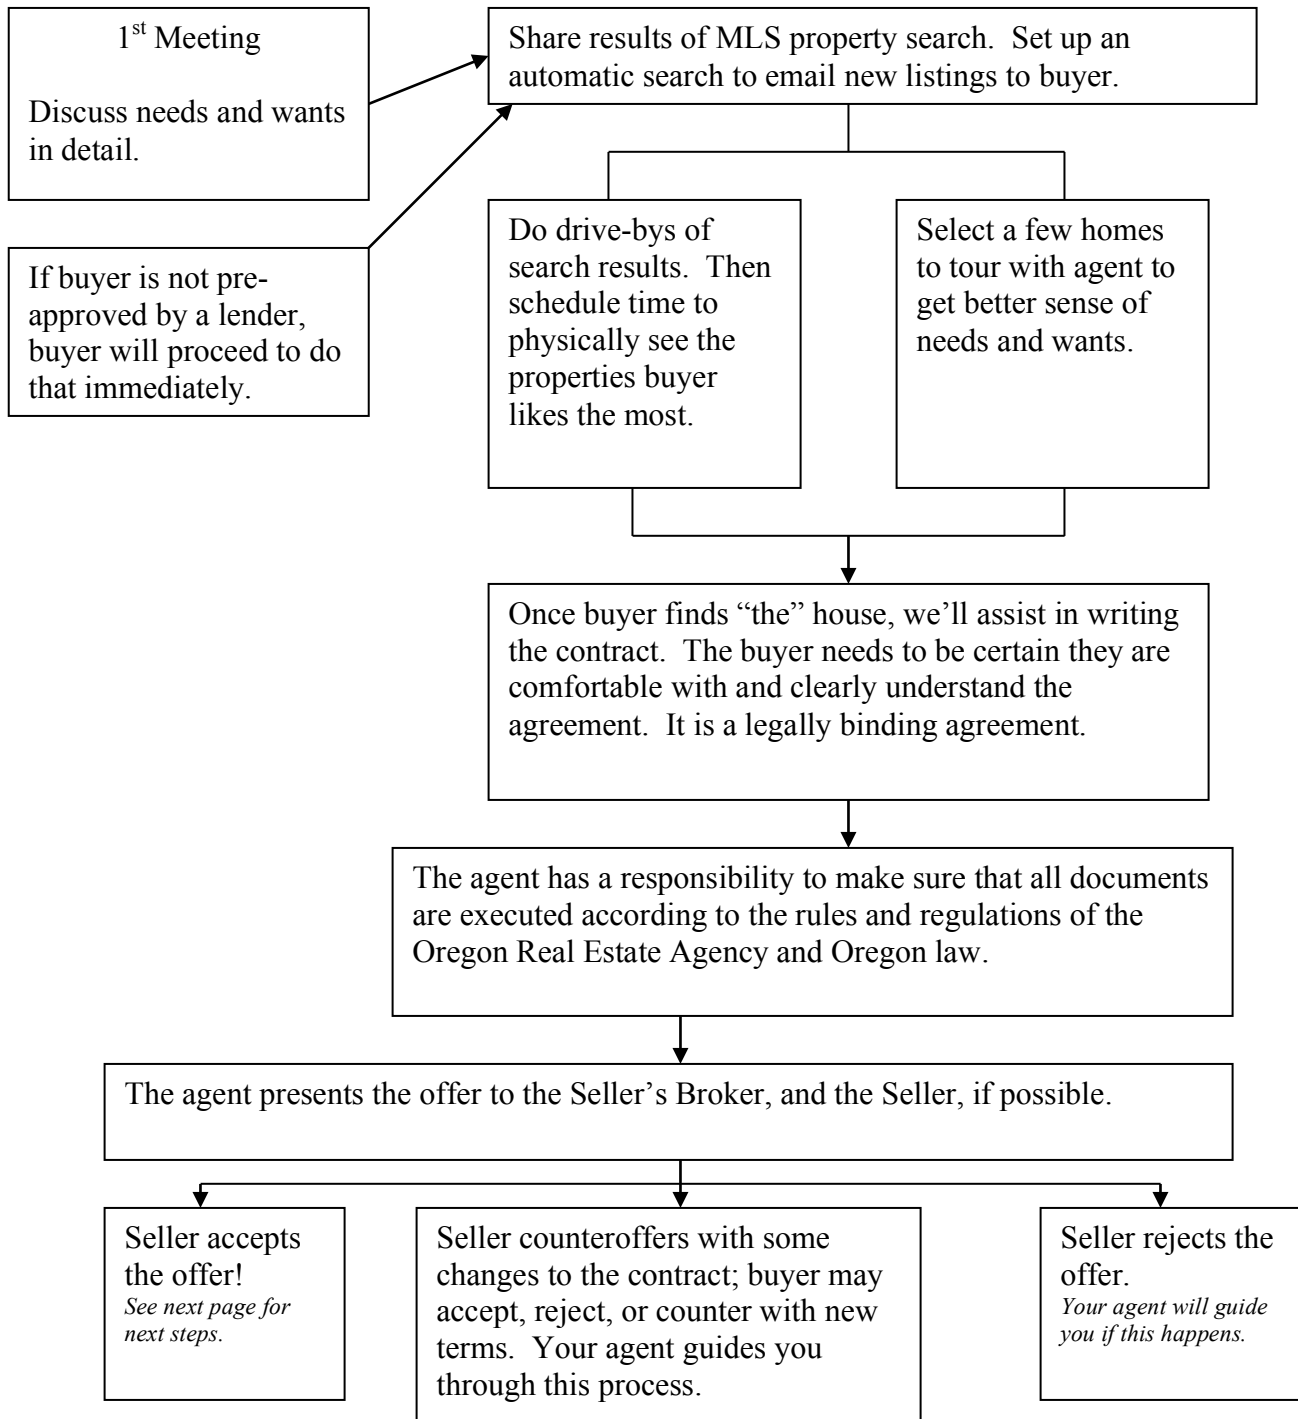 1st Meeting
Discuss needs and wants
in detail.
Share results of MLS property search.  Set up an
automatic search to email new listings to buyer.
If buyer is not pre-
approved by a lender,
buyer will proceed to do
that immediately.
Do drive-bys of
search results.  Then
schedule time to
physically see the
properties buyer
likes the most.
Select a few homes
to tour with agent to
get better sense of
needs and wants.
Once buyer finds “the” house, we’ll assist in writing
the contract.  The buyer needs to be certain they are
comfortable with and clearly understand the
agreement.  It is a legally binding agreement.
The agent has a responsibility to make sure that all documents
are executed according to the rules and regulations of the
Oregon Real Estate Agency and Oregon law.
The agent presents the offer to the Seller’s Broker, and the Seller, if possible.
Seller accepts
the offer!
See next page for
next steps.
Seller counteroffers with some
changes to the contract; buyer may
accept, reject, or counter with new
terms.  Your agent guides you
through this process.
Seller rejects the
offer.
Your agent will guide
you if this happens.